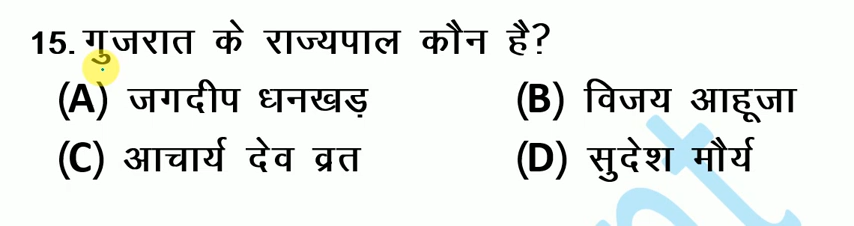 15. गुजरात के राज्यपाल कौन है?
(A) जगदीप धनखड़ (B) विजय आहूजा
(C) आचार्य देव व्रत (D) सुदेश मौर्य